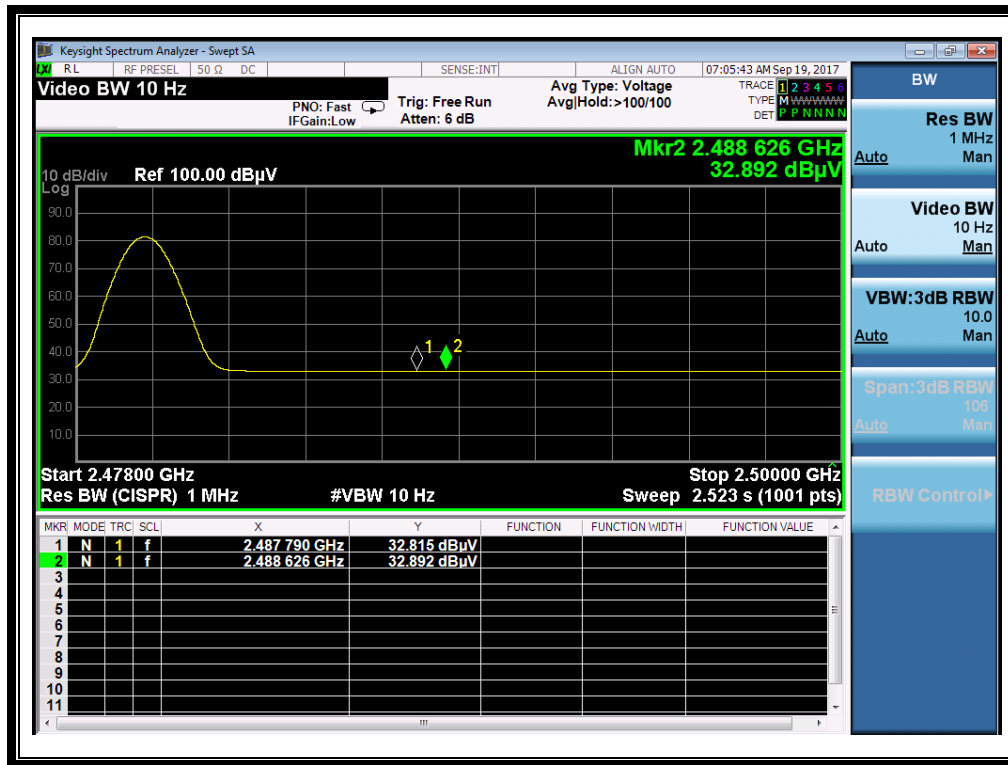 Keysight Spectrum Analyzer - Swept SA
LXI RL RF PRESEL 50 Ω DC SENSE:INT ALIGN AUTO 07:05:43 AM Sep 19, 2017
Video BW 10 Hz
PNO: Fast
IFGain:Low
Trig: Free Run
Atten: 6 dB
Avg Type: Voltage
Avg|Hold:>100/100
TRACE 1 2 3 4 5 6
TYPE M W W W W W
DET P P N N N N
Mkr2 2.488 626 GHz
32.892 dBµV
10 dB/div Ref 100.00 dBµV
Log
90.0
80.0
70.0
60.0
50.0
40.0
30.0
20.0
10.0
1
2
Start 2.47800 GHz Stop 2.50000 GHz
Res BW (CISPR) 1 MHz #VBW 10 Hz Sweep 2.523 s (1001 pts)
MKR MODE TRC SCL X Y FUNCTION FUNCTION WIDTH FUNCTION VALUE
1 N 1 f 2.487 790 GHz 32.815 dBµV
2 N 1 f 2.488 626 GHz 32.892 dBµV
3
4
5
6
7
8
9
10
11
BW
Res BW
1 MHz
Auto Man
Video BW
10 Hz
Auto Man
VBW:3dB RBW
10.0
Auto Man
Span:3dB RBW
106
Auto Man
RBW Control